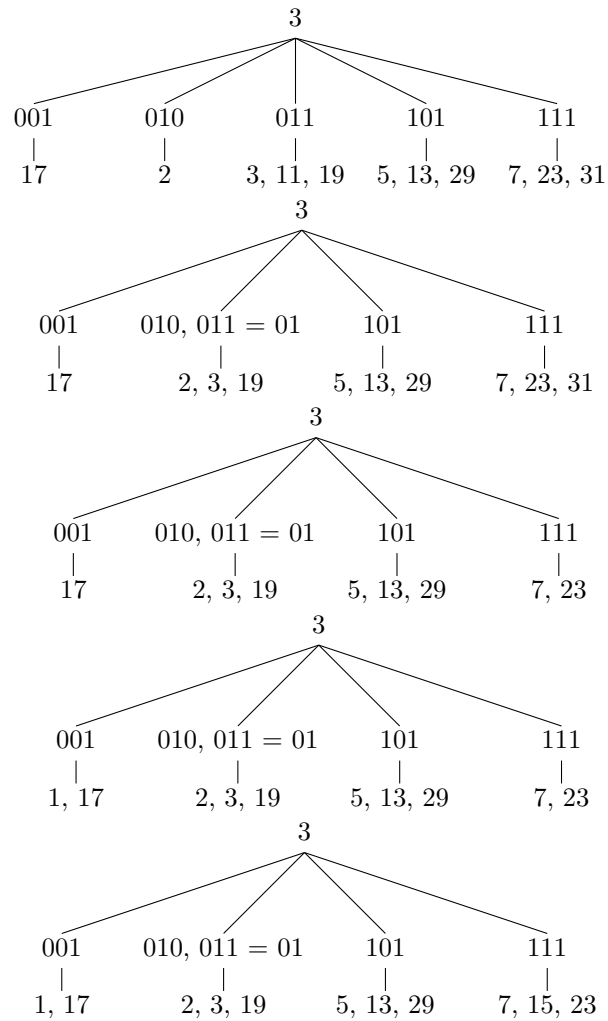 3
001 010 011 101 111
17 2 3, 11, 19 5, 13, 29 7, 23, 31
3
001 010, 011 = 01 101 111
17 2, 3, 19 5, 13, 29 7, 23, 31
3
001 010, 011 = 01 101 111
17 2, 3, 19 5, 13, 29 7, 23
3
001 010, 011 = 01 101 111
1, 17 2, 3, 19 5, 13, 29 7, 23
3
001 010, 011 = 01 101 111
1, 17 2, 3, 19 5, 13, 29 7, 15, 23